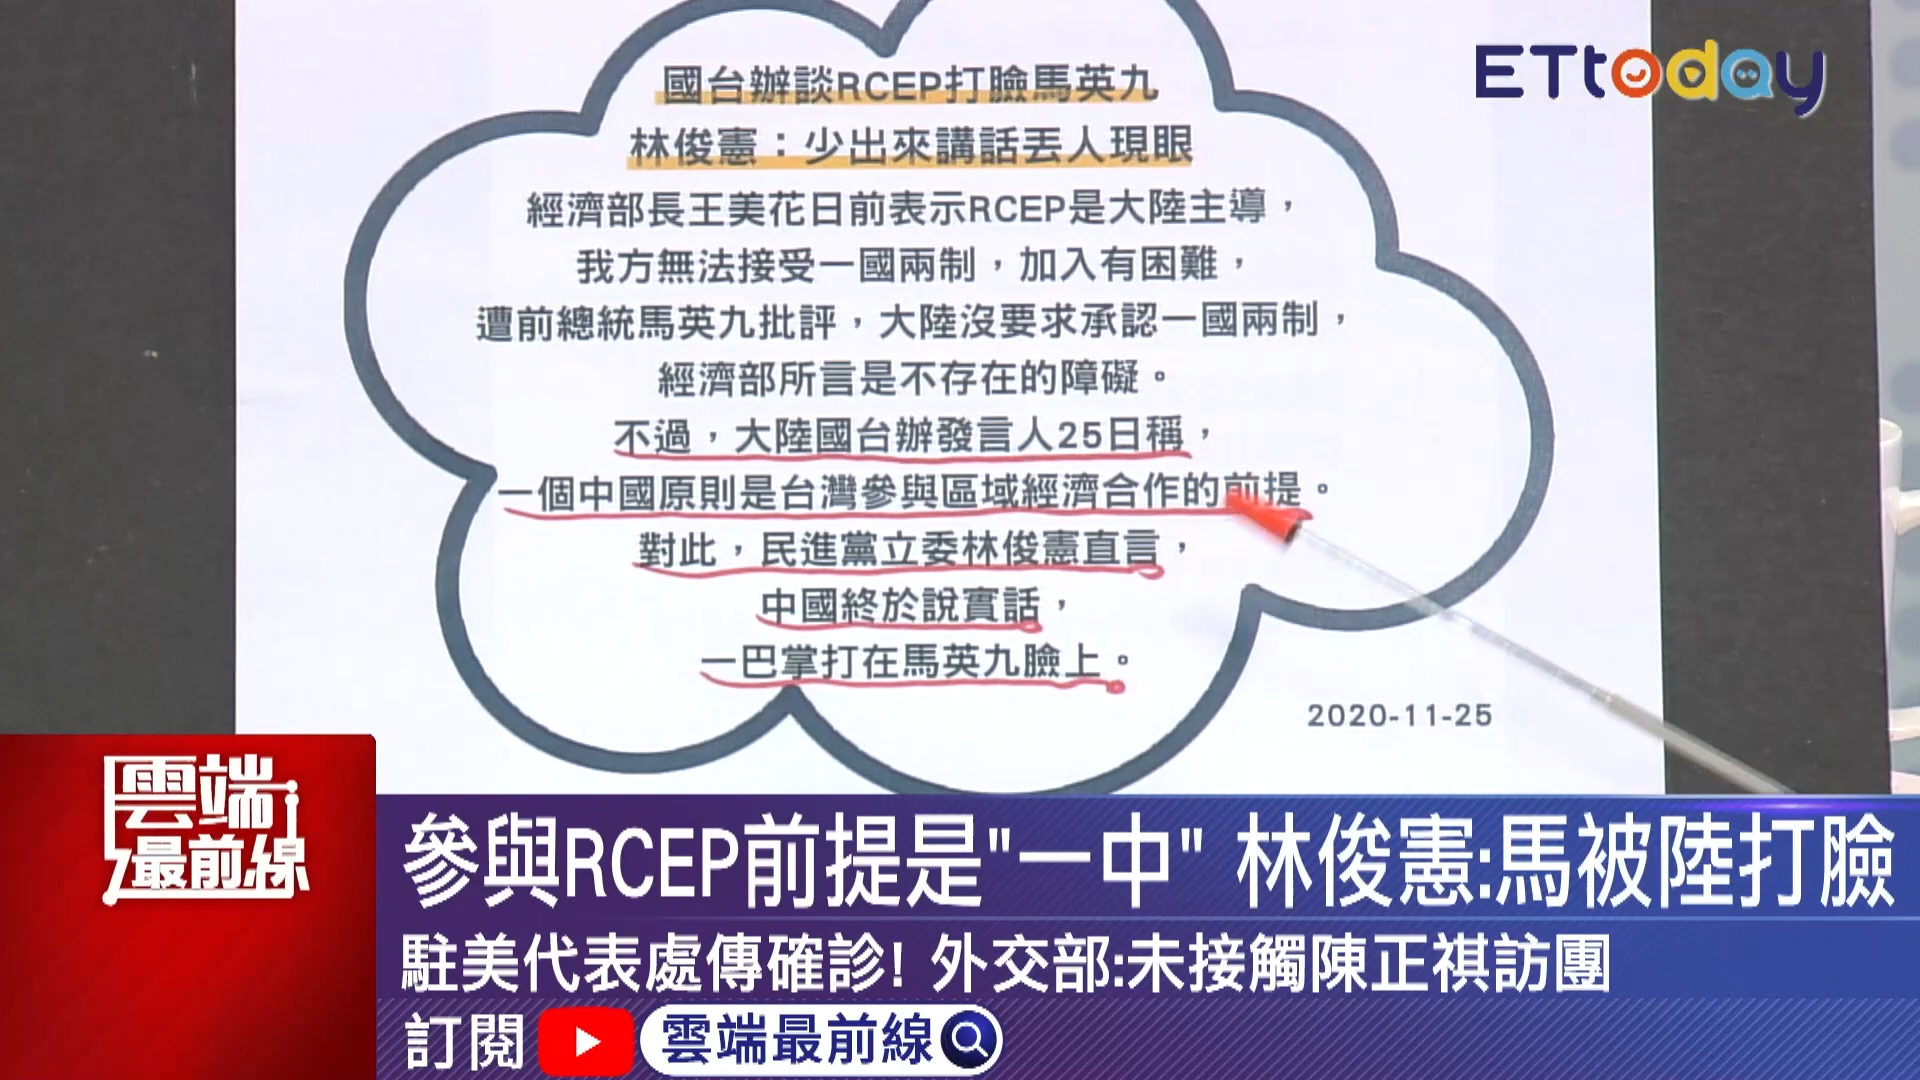 ETtoday
國台辦談RCEP打臉馬英九
林俊憲：少出來講話丟人現眼
經濟部長王美花日前表示RCEP是大陸主導，
我方無法接受一國兩制，加入有困難，
遭前總統馬英九批評，大陸沒要求承認一國兩制，
經濟部所言是不存在的障礙。
不過，大陸國台辦發言人25日稱，
一個中國原則是台灣參與區域經濟合作的前提。
對此，民進黨立委林俊憲直言，
中國終於說實話，
一巴掌打在馬英九臉上。
2020-11-25
雲端
最前線
參與RCEP前提是"一中" 林俊憲:馬被陸打臉
駐美代表處傳確診! 外交部:未接觸陳正祺訪團
訂閱 雲端最前線